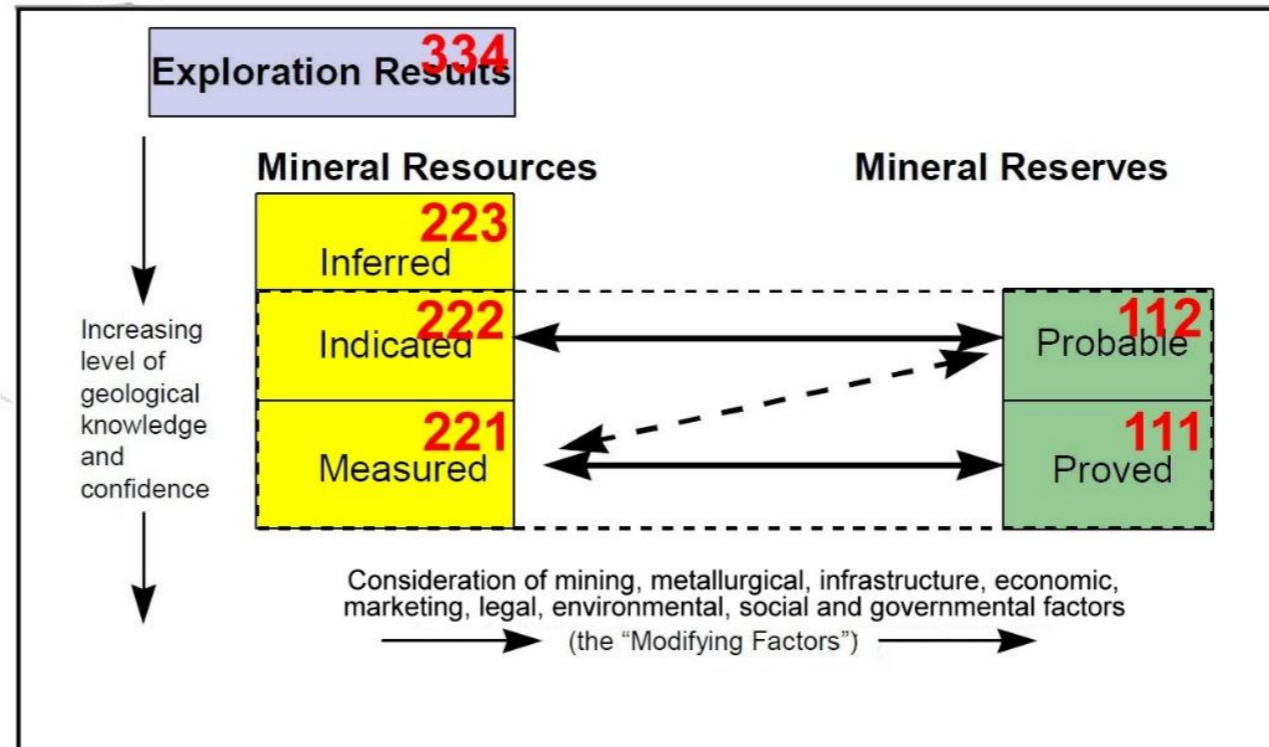 334
Exploration Results
Mineral Resources
Mineral Reserves
223
Inferred
222
Indicated
112
Probable
221
Measured
111
Proved
Increasing
level of
geological
knowledge
and
confidence
Consideration of mining, metallurgical, infrastructure, economic,
marketing, legal, environmental, social and governmental factors
(the “Modifying Factors”)